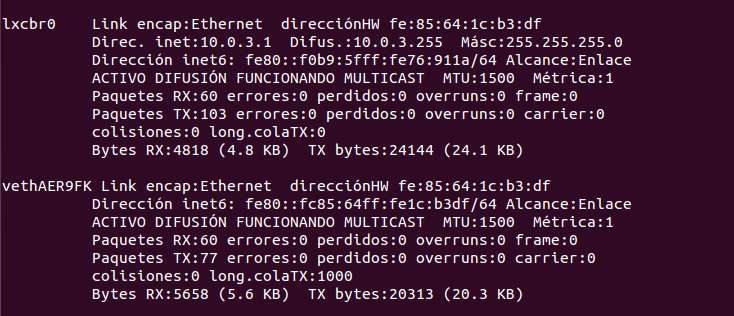 lxcbr0    Link encap:Ethernet  direcciónHW fe:85:64:1c:b3:df
          Direc. inet:10.0.3.1  Difus.:10.0.3.255  Másc:255.255.255.0
          Dirección inet6: fe80::f0b9:5fff:fe76:911a/64 Alcance:Enlace
          ACTIVO DIFUSIÓN FUNCIONANDO MULTICAST  MTU:1500  Métrica:1
          Paquetes RX:60 errores:0 perdidos:0 overruns:0 frame:0
          Paquetes TX:103 errores:0 perdidos:0 overruns:0 carrier:0
          colisiones:0 long.colaTX:0
          Bytes RX:4818 (4.8 KB)  TX bytes:24144 (24.1 KB)

vethAER9FK Link encap:Ethernet  direcciónHW fe:85:64:1c:b3:df
          Dirección inet6: fe80::fc85:64ff:fe1c:b3df/64 Alcance:Enlace
          ACTIVO DIFUSIÓN FUNCIONANDO MULTICAST  MTU:1500  Métrica:1
          Paquetes RX:60 errores:0 perdidos:0 overruns:0 frame:0
          Paquetes TX:77 errores:0 perdidos:0 overruns:0 carrier:0
          colisiones:0 long.colaTX:1000
          Bytes RX:5658 (5.6 KB)  TX bytes:20313 (20.3 KB)